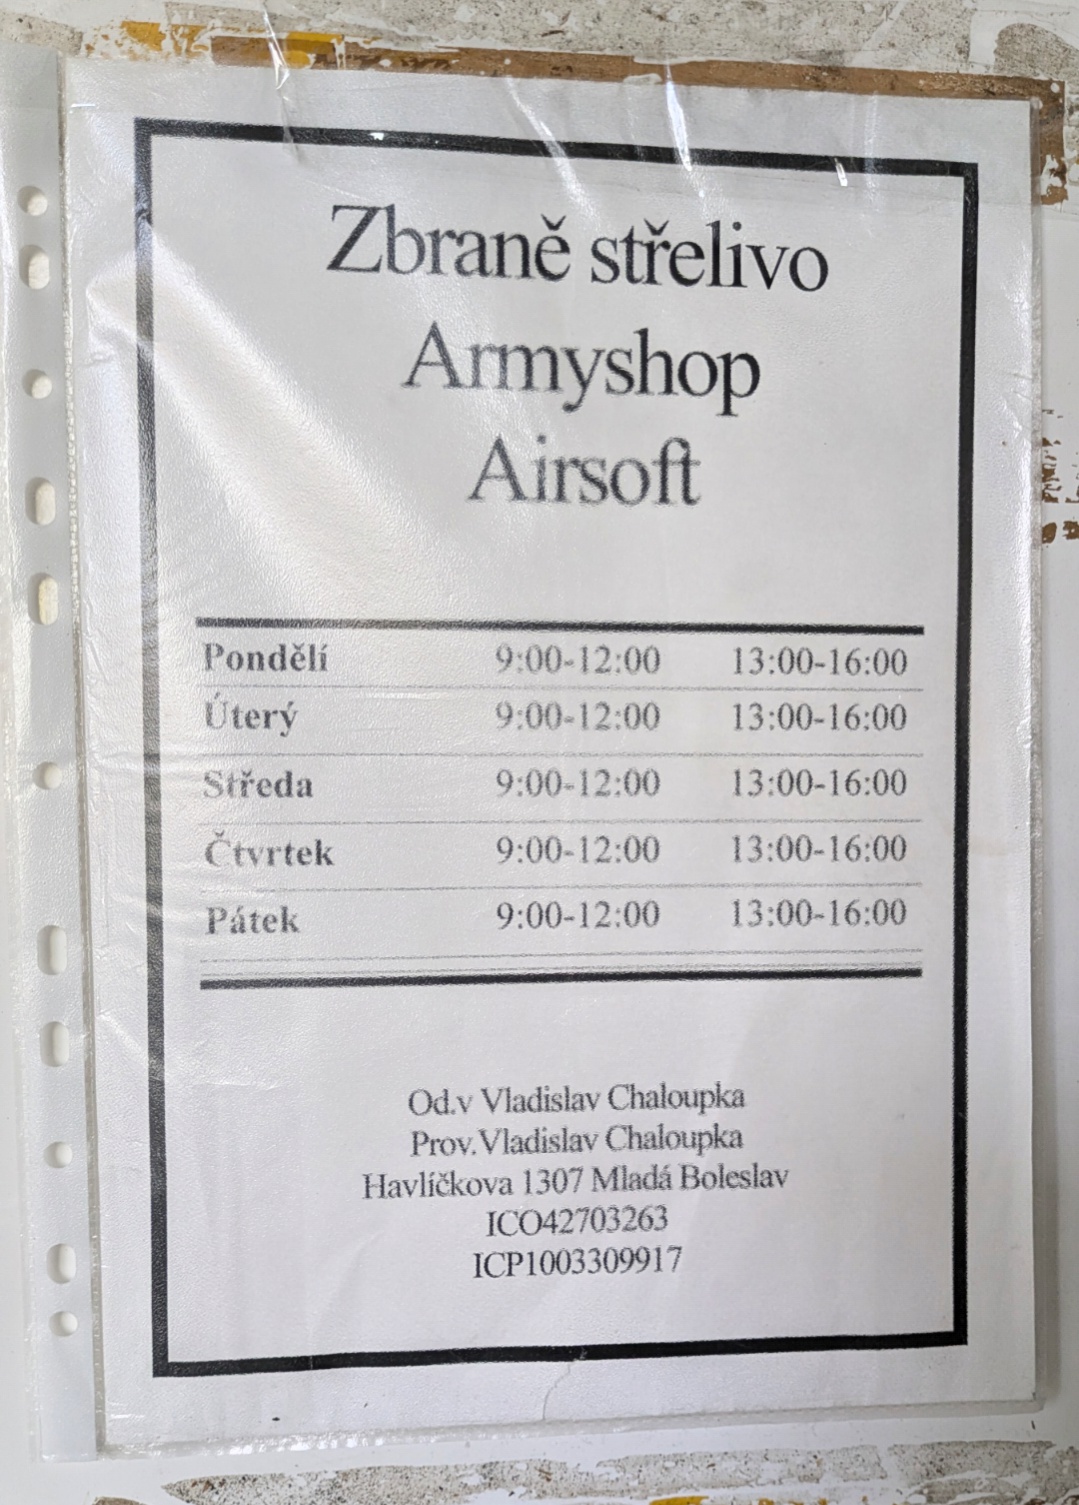 Zbraně střelivo
Armyshop
Airsoft
Pondělí 9:00-12:00 13:00-16:00
Úterý 9:00-12:00 13:00-16:00
Středa 9:00-12:00 13:00-16:00
Čtvrtek 9:00-12:00 13:00-16:00
Pátek 9:00-12:00 13:00-16:00
Od.v Vladislav Chaloupka
Prov.Vladislav Chaloupka
Havlíčkova 1307 Mladá Boleslav
ICO42703263
ICP1003309917